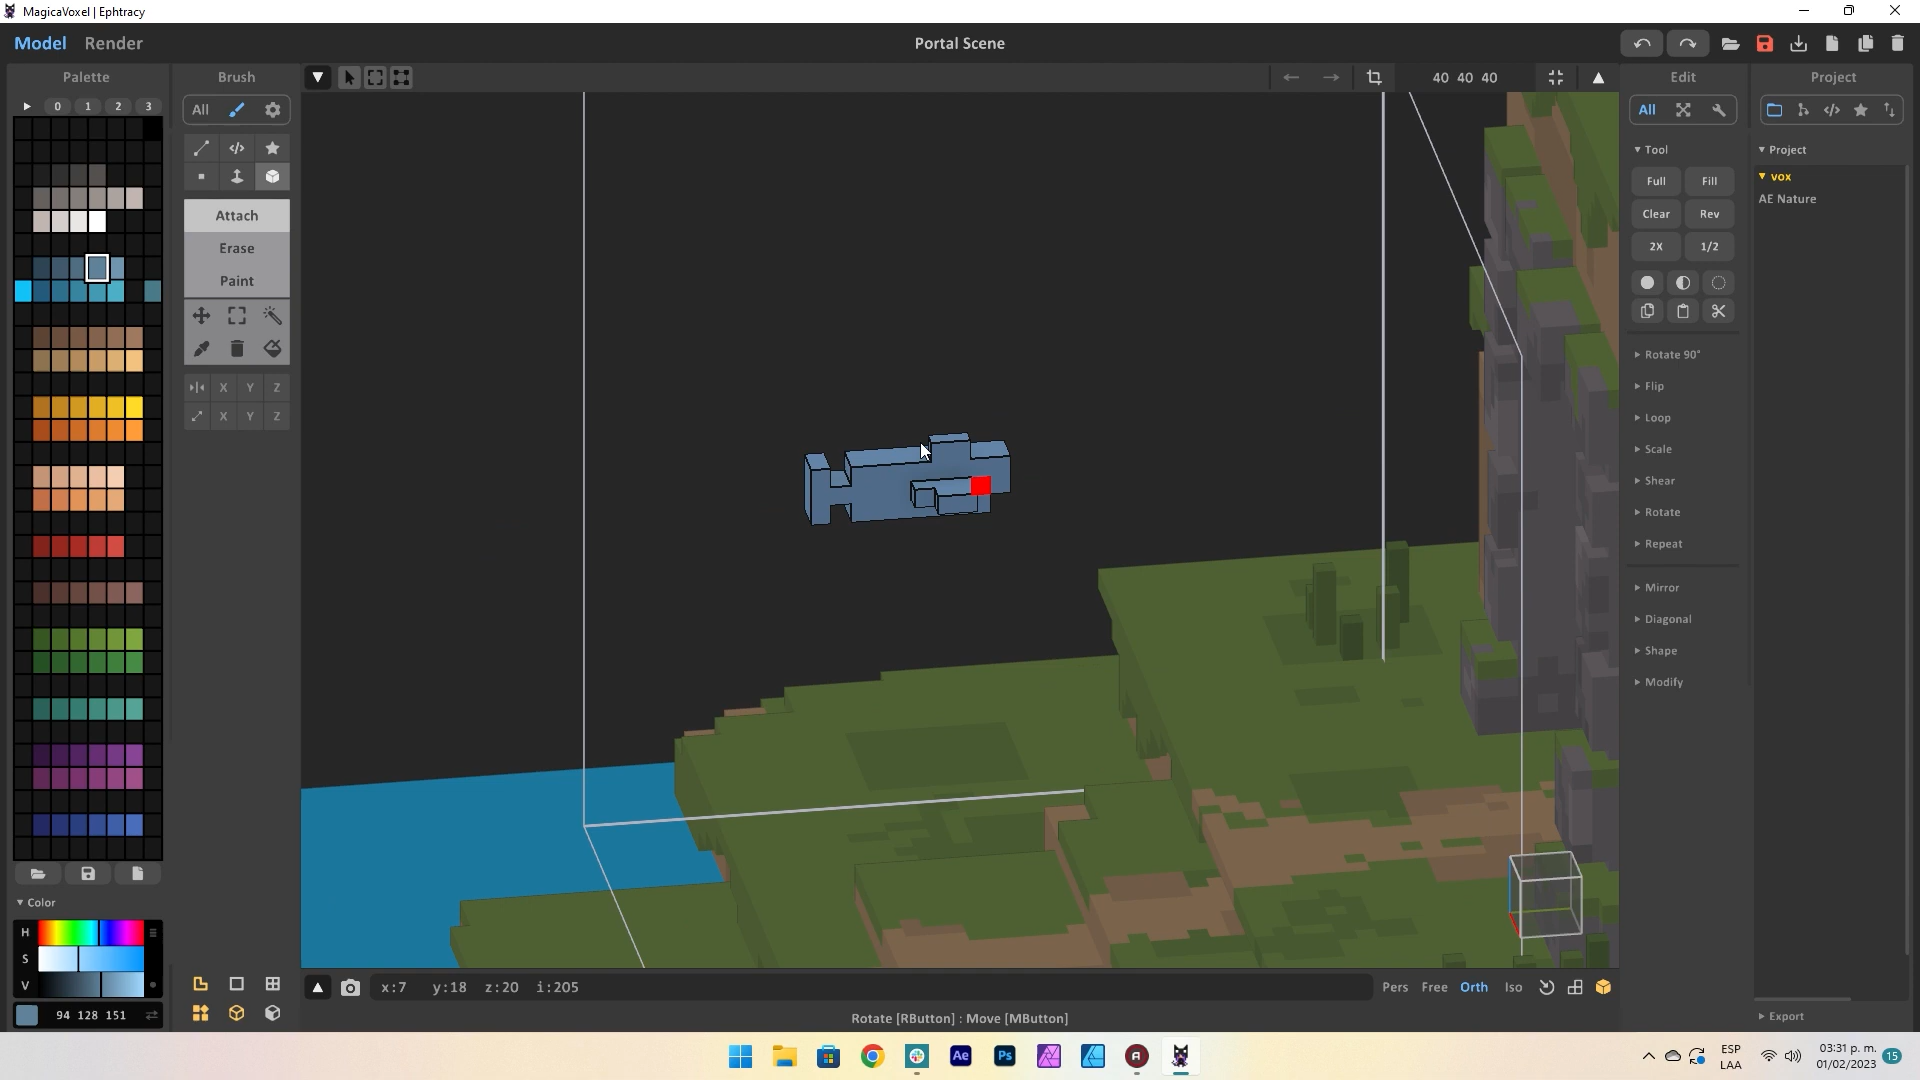 MagicaVoxel | Ephtracy
Model Render
Portal Scene
Palette
Brush
40 40 40
Edit
Project
0 1 2 3
All
All
Tool
Project
Full Fill
vox
AE Nature
Attach
Clear Rev
Erase
2X 1/2
Paint
Rotate 90°
Flip
X Y Z
X Y Z
Loop
Scale
Shear
Rotate
Repeat
Mirror
Diagonal
Shape
Modify
Color
H
S
V
94 128 151
x:7 y:18 z:20 i:205
Pers Free Orth Iso
Export
Rotate [RButton] : Move [MButton]
Ae
Ps
A
ESP
LAA
03:31 p. m.
01/02/2023
15